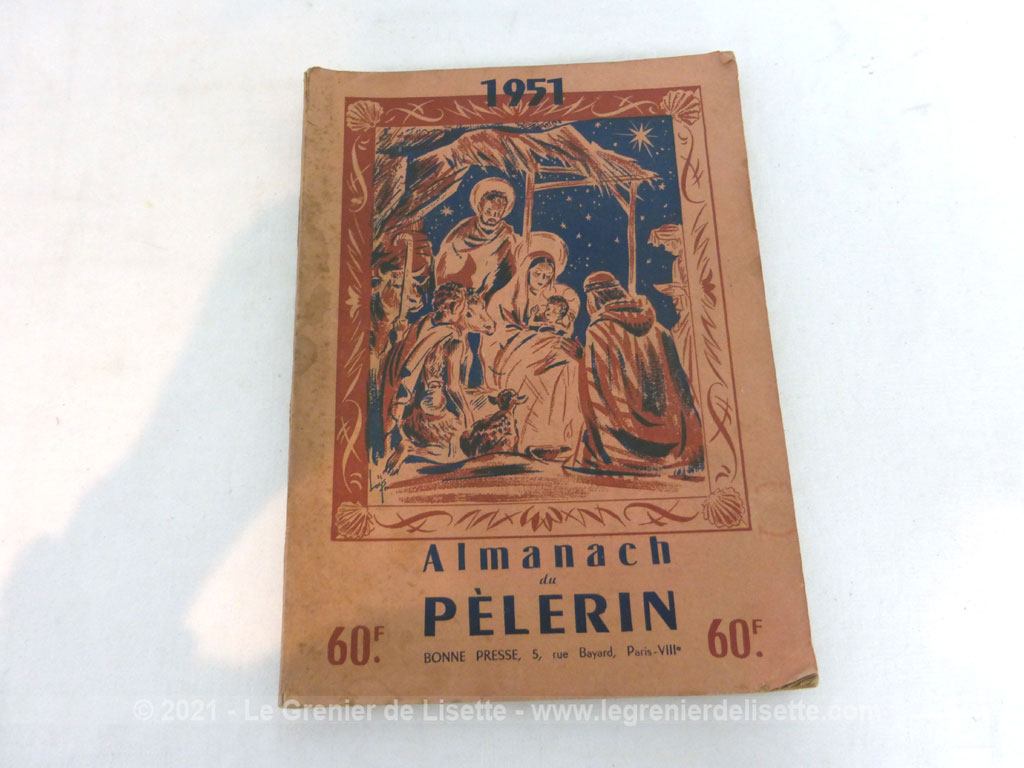 1951
Almanach
du
PÈLERIN
60F. 60F.
BONNE PRESSE, 5, rue Bayard, Paris-VIIIe
© 2021 - Le Grenier de Lisette - www.legrenierdelisette.com